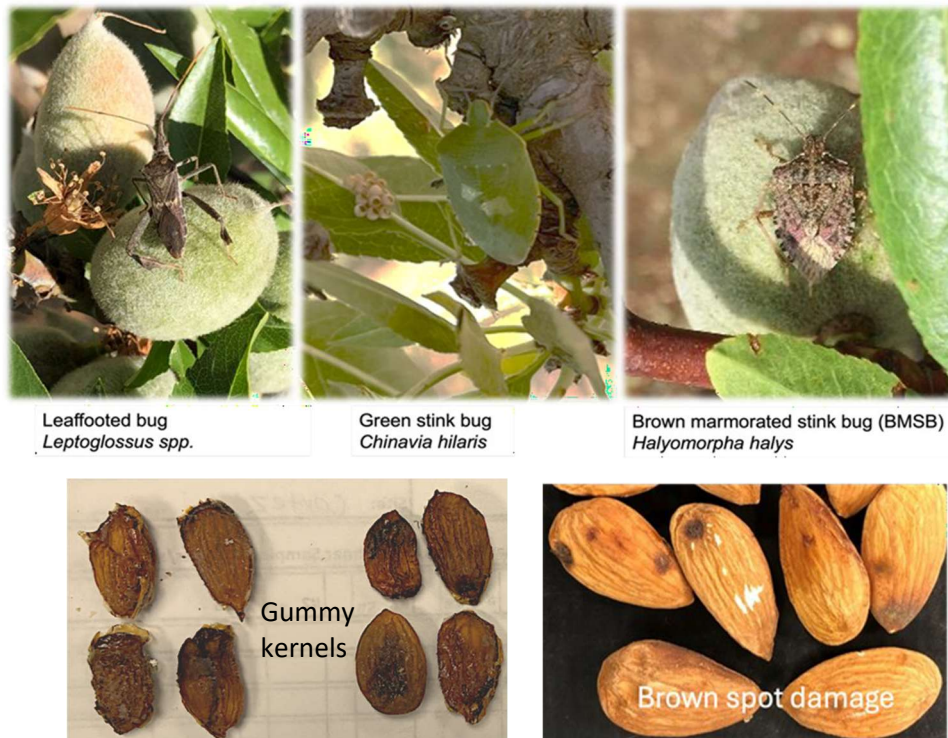 Leaffooted bug
Leptoglossus spp.
Green stink bug
Chinavia hilaris
Brown marmorated stink bug (BMSB)
Halyomorpha halys
Gummy
kernels
Brown spot damage